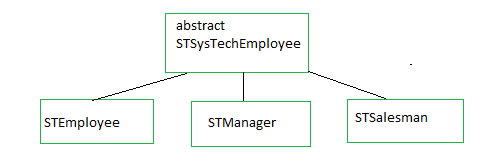 abstract
STSysTechEmployee
STEmployee
STManager
STSalesman